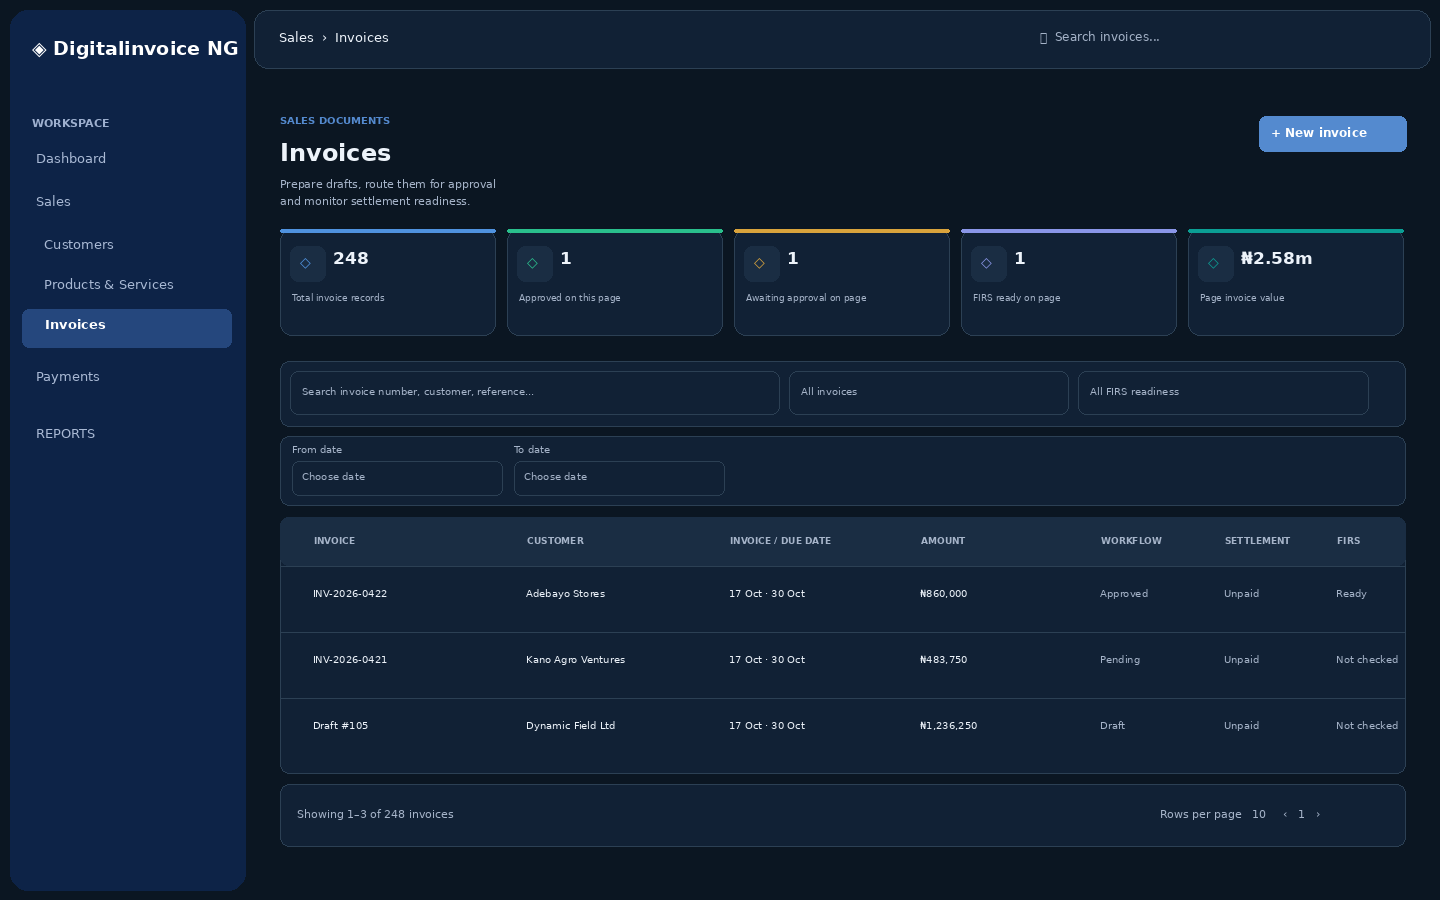 ◈ Digitalinvoice NG
WORKSPACE
Dashboard
Sales
Customers
Products & Services
Invoices
Payments
REPORTS
Sales › Invoices
Search invoices...
SALES DOCUMENTS
Invoices
Prepare drafts, route them for approval
and monitor settlement readiness.
+ New invoice
248
Total invoice records
1
Approved on this page
1
Awaiting approval on page
1
FIRS ready on page
₦2.58m
Page invoice value
Search invoice number, customer, reference...
All invoices
All FIRS readiness
From date
To date
Choose date
Choose date
INVOICE CUSTOMER INVOICE / DUE DATE AMOUNT WORKFLOW SETTLEMENT FIRS
INV-2026-0422 Adebayo Stores 17 Oct · 30 Oct ₦860,000 Approved Unpaid Ready
INV-2026-0421 Kano Agro Ventures 17 Oct · 30 Oct ₦483,750 Pending Unpaid Not checked
Draft #105 Dynamic Field Ltd 17 Oct · 30 Oct ₦1,236,250 Draft Unpaid Not checked
Showing 1–3 of 248 invoices
Rows per page 10 ‹ 1 ›